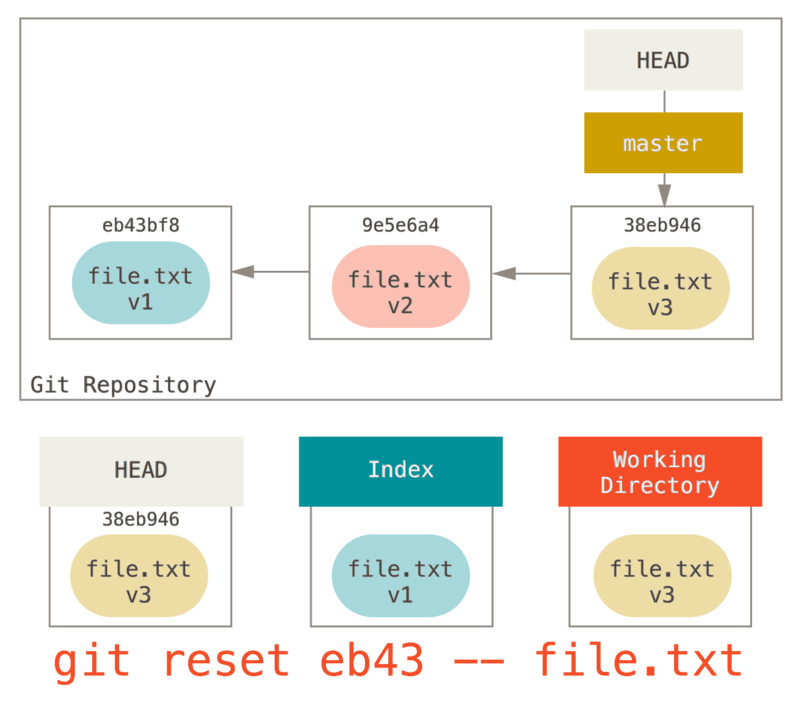 HEAD
master
eb43bf8
9e5e6a4
38eb946
file.txt
v1
file.txt
v2
file.txt
v3
Git Repository
HEAD
Index
Working
Directory
38eb946
file.txt
v3
file.txt
v1
file.txt
v3
git reset eb43 -- file.txt